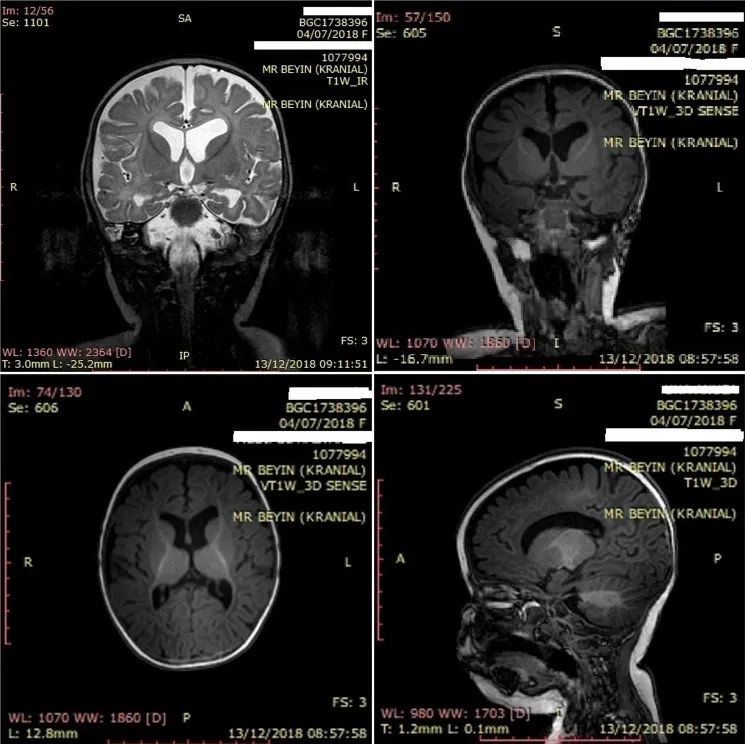 Im: 12/56
Se: 1101
SA
BGC1738396
04/07/2018 F
1077994
MR BEYIN (KRANIAL)
T1W_IR
MR BEYIN (KRANIAL)
R
L
FS: 3
WL: 1360 WW: 2364 [D]
T: 3.0mm L: -25.2mm
IP
13/12/2018 09:11:51
Im: 57/150
Se: 605
S
BGC1738396
04/07/2018 F
1077994
MR BEYIN (KRANIAL)
VT1W_3D SENSE
MR BEYIN (KRANIAL)
R
L
FS: 3
WL: 1070 WW: 1860 [D]
L: -16.7mm
I
13/12/2018 08:57:58
Im: 74/130
Se: 606
A
BGC1738396
04/07/2018 F
1077994
MR BEYIN (KRANIAL)
VT1W_3D SENSE
MR BEYIN (KRANIAL)
R
L
FS: 3
WL: 1070 WW: 1860 [D]
L: 12.8mm
P
13/12/2018 08:57:58
Im: 131/225
Se: 601
S
BGC1738396
04/07/2018 F
1077994
MR BEYIN (KRANIAL)
T1W_3D
MR BEYIN (KRANIAL)
A
P
FS: 3
WL: 980 WW: 1703 [D]
T: 1.2mm L: 0.1mm
I
13/12/2018 08:57:58